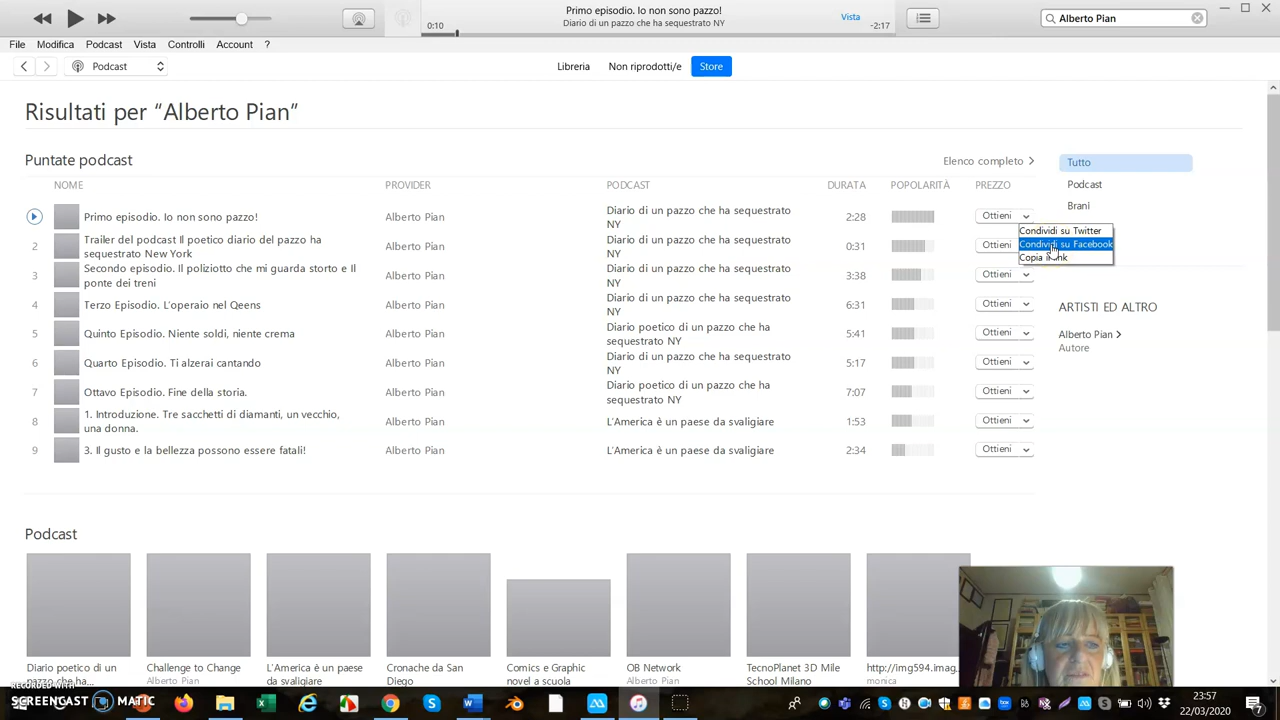 Primo episodio. Io non sono pazzo!
0:10
Diario di un pazzo che ha sequestrato NY
Vista
-2:17
Alberto Pian
File Modifica Podcast Vista Controlli Account ?
Podcast
Libreria Non riprodotti/e Store
Risultati per “Alberto Pian”
Puntate podcast
Elenco completo
NOME PROVIDER PODCAST DURATA POPOLARITÀ PREZZO
Primo episodio. Io non sono pazzo! Alberto Pian Diario di un pazzo che ha sequestrato NY 2:28 Ottieni
2 Trailer del podcast Il poetico diario del pazzo ha sequestrato New York Alberto Pian Diario di un pazzo che ha sequestrato NY 0:31 Ottieni
3 Secondo episodio. Il poliziotto che mi guarda storto e Il ponte dei treni Alberto Pian Diario di un pazzo che ha sequestrato NY 3:38 Ottieni
4 Terzo Episodio. L'operaio nel Qeens Alberto Pian Diario di un pazzo che ha sequestrato NY 6:31 Ottieni
5 Quinto Episodio. Niente soldi, niente crema Alberto Pian Diario poetico di un pazzo che ha sequestrato NY 5:41 Ottieni
6 Quarto Episodio. Ti alzerai cantando Alberto Pian Diario di un pazzo che ha sequestrato NY 5:17 Ottieni
7 Ottavo Episodio. Fine della storia. Alberto Pian Diario poetico di un pazzo che ha sequestrato NY 7:07 Ottieni
8 1. Introduzione. Tre sacchetti di diamanti, un vecchio, una donna. Alberto Pian L'America è un paese da svaligiare 1:53 Ottieni
9 3. Il gusto e la bellezza possono essere fatali! Alberto Pian L'America è un paese da svaligiare 2:34 Ottieni
Tutto
Podcast
Brani
Condividi su Twitter
Condividi su Facebook
Copia
ARTISTI ED ALTRO
Alberto Pian
Autore
Podcast
Diario poetico di un pazzo che ha...
Challenge to Change
Alberto Pian
L'America è un paese da svaligiare
Cronache da San Diego
Comics e Graphic novel a scuola
OB Network
Alberto Pian
TecnoPlanet 3D Mile School Milano
http://img594.imag...
monica
RECORDED WITH
SCREENCAST MATIC
23:57
22/03/2020